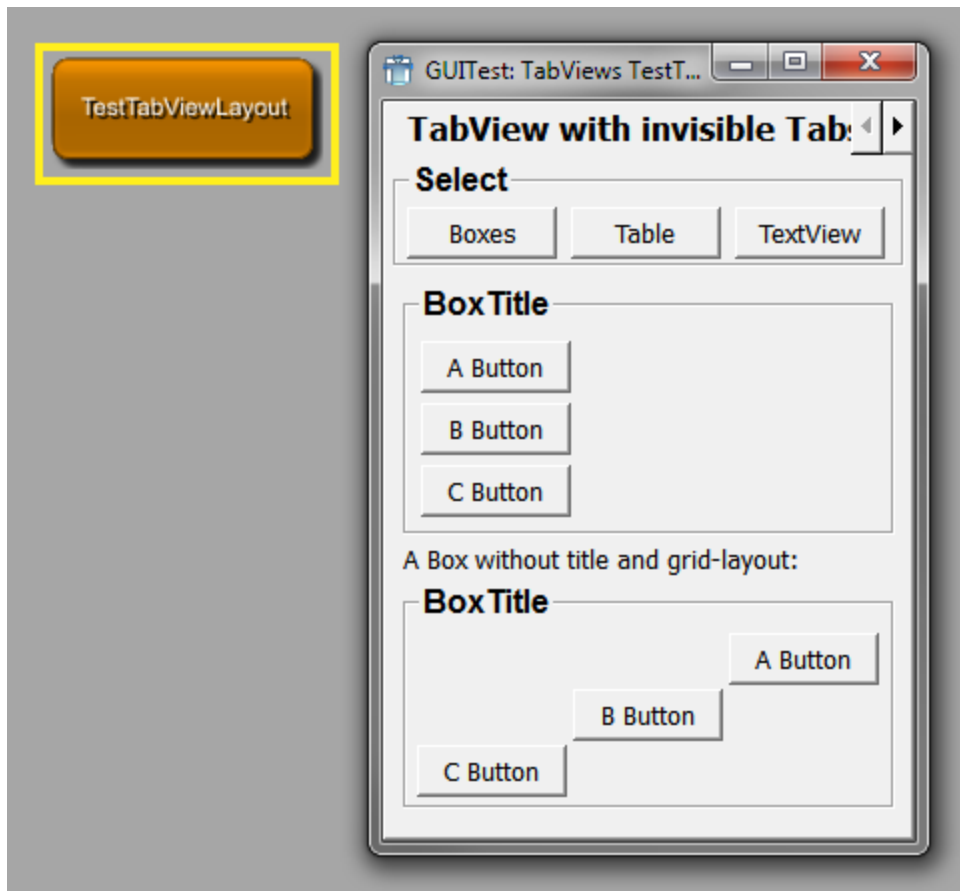 TestTabViewLayout
GUITest: TabViews TestT...
TabView with invisible Tab
Select
Boxes Table TextView
BoxTitle
A Button
B Button
C Button
A Box without title and grid-layout:
BoxTitle
A Button
B Button
C Button